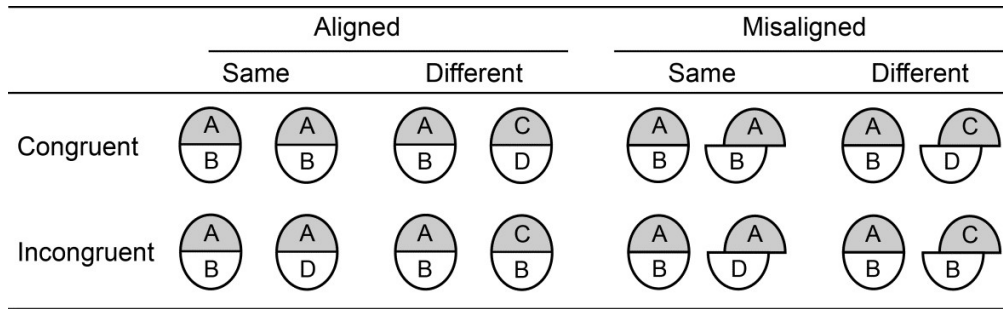 Aligned Misaligned
Same Different Same Different
A A A C A A A C
Congruent
B B B D B B B D
A A A C A A A C
Incongruent
B D B B B D B B